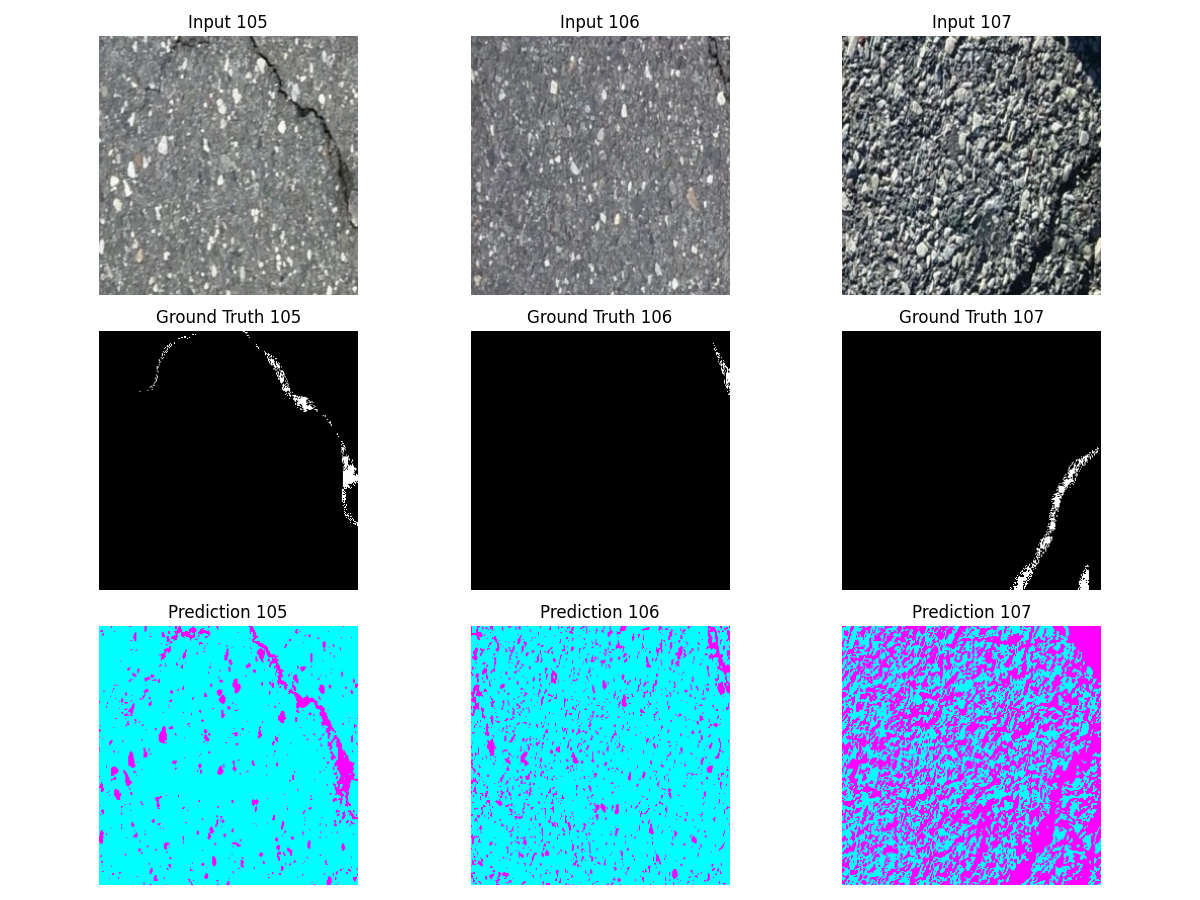 Input 105
Input 106
Input 107
Ground Truth 105
Ground Truth 106
Ground Truth 107
Prediction 105
Prediction 106
Prediction 107